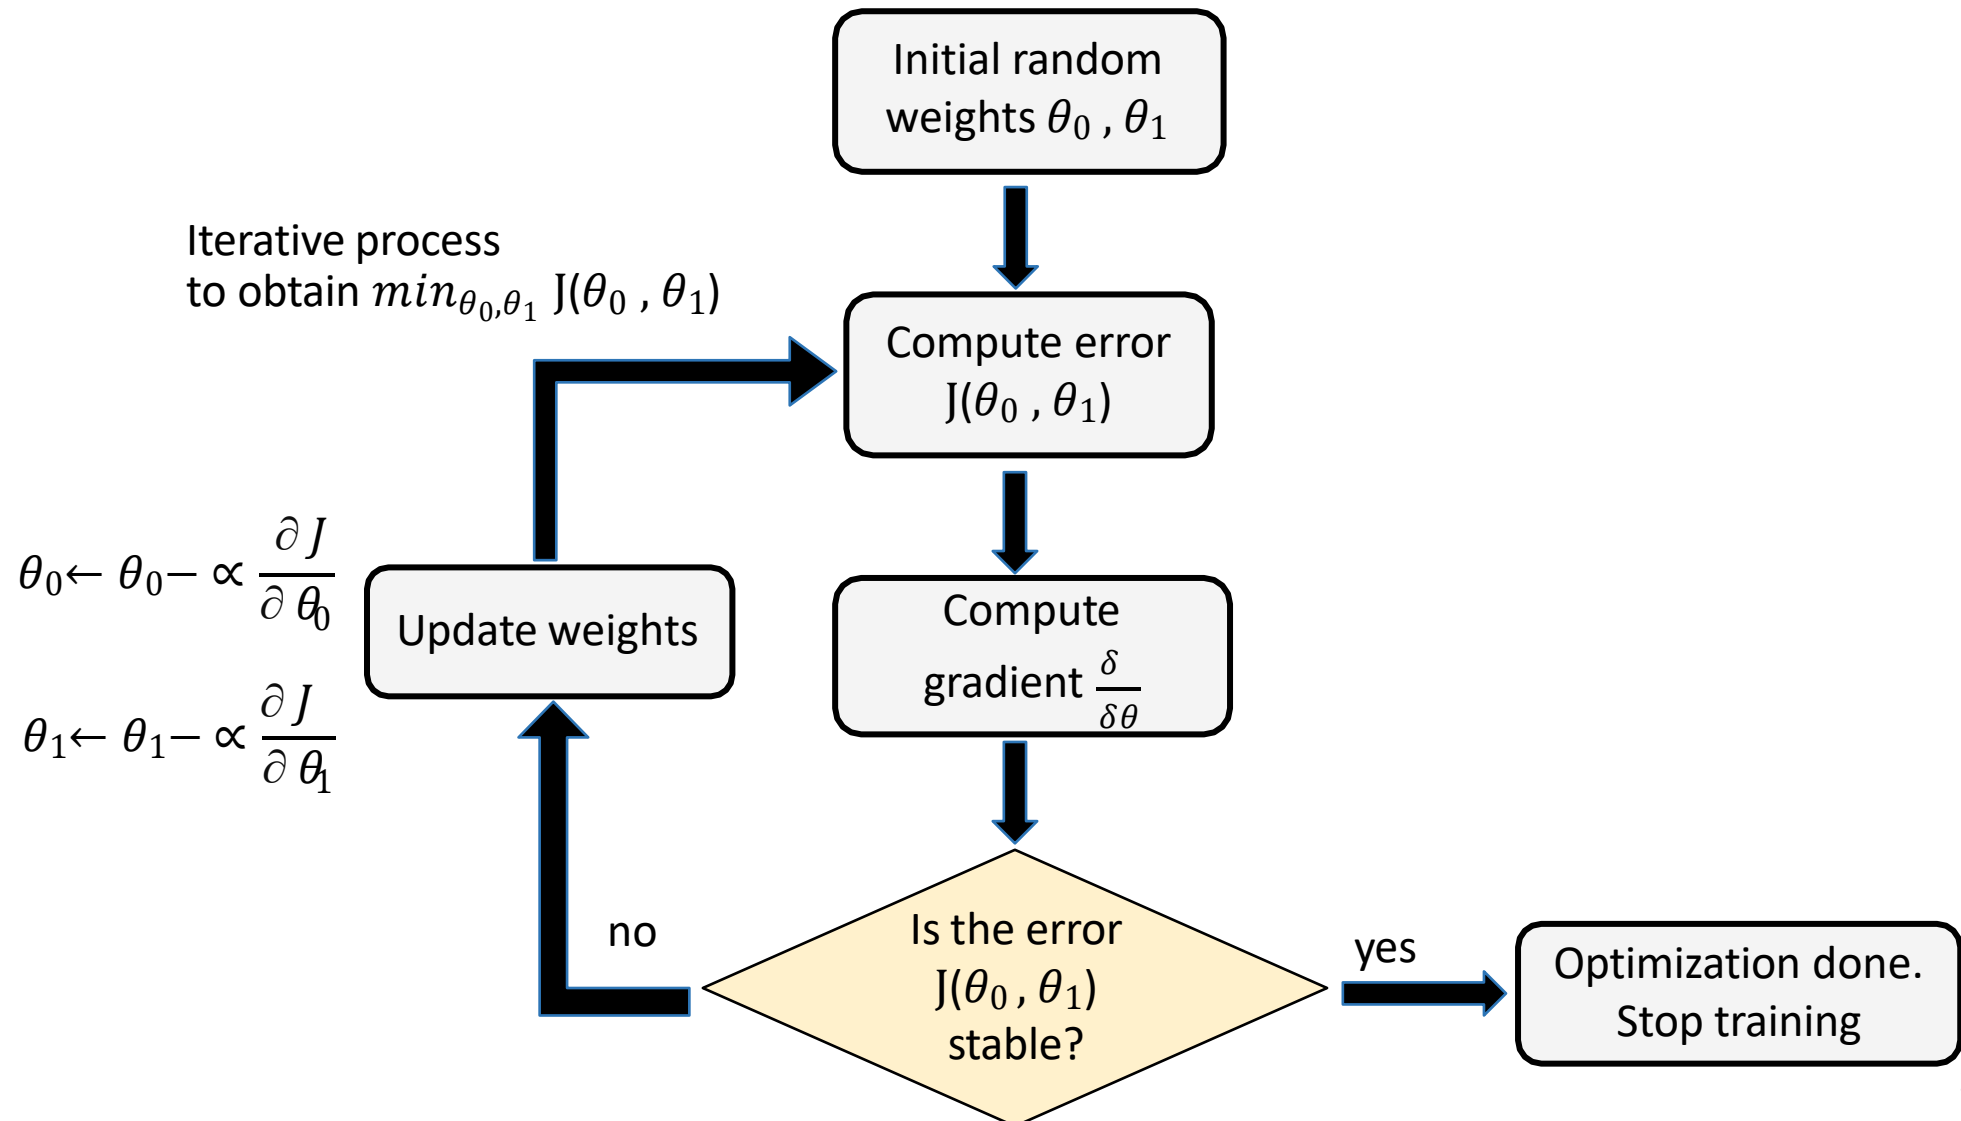 Initial random
weights θ₀ , θ₁
Iterative process
to obtain min_θ₀,θ₁ J(θ₀ , θ₁)
Compute error
J(θ₀ , θ₁)
θ₀← θ₀− ∝ ∂ J / ∂ θ₀
Update weights
θ₁← θ₁− ∝ ∂ J / ∂ θ₁
Compute
gradient δ / δθ
no
Is the error
J(θ₀ , θ₁)
stable?
yes
Optimization done.
Stop training